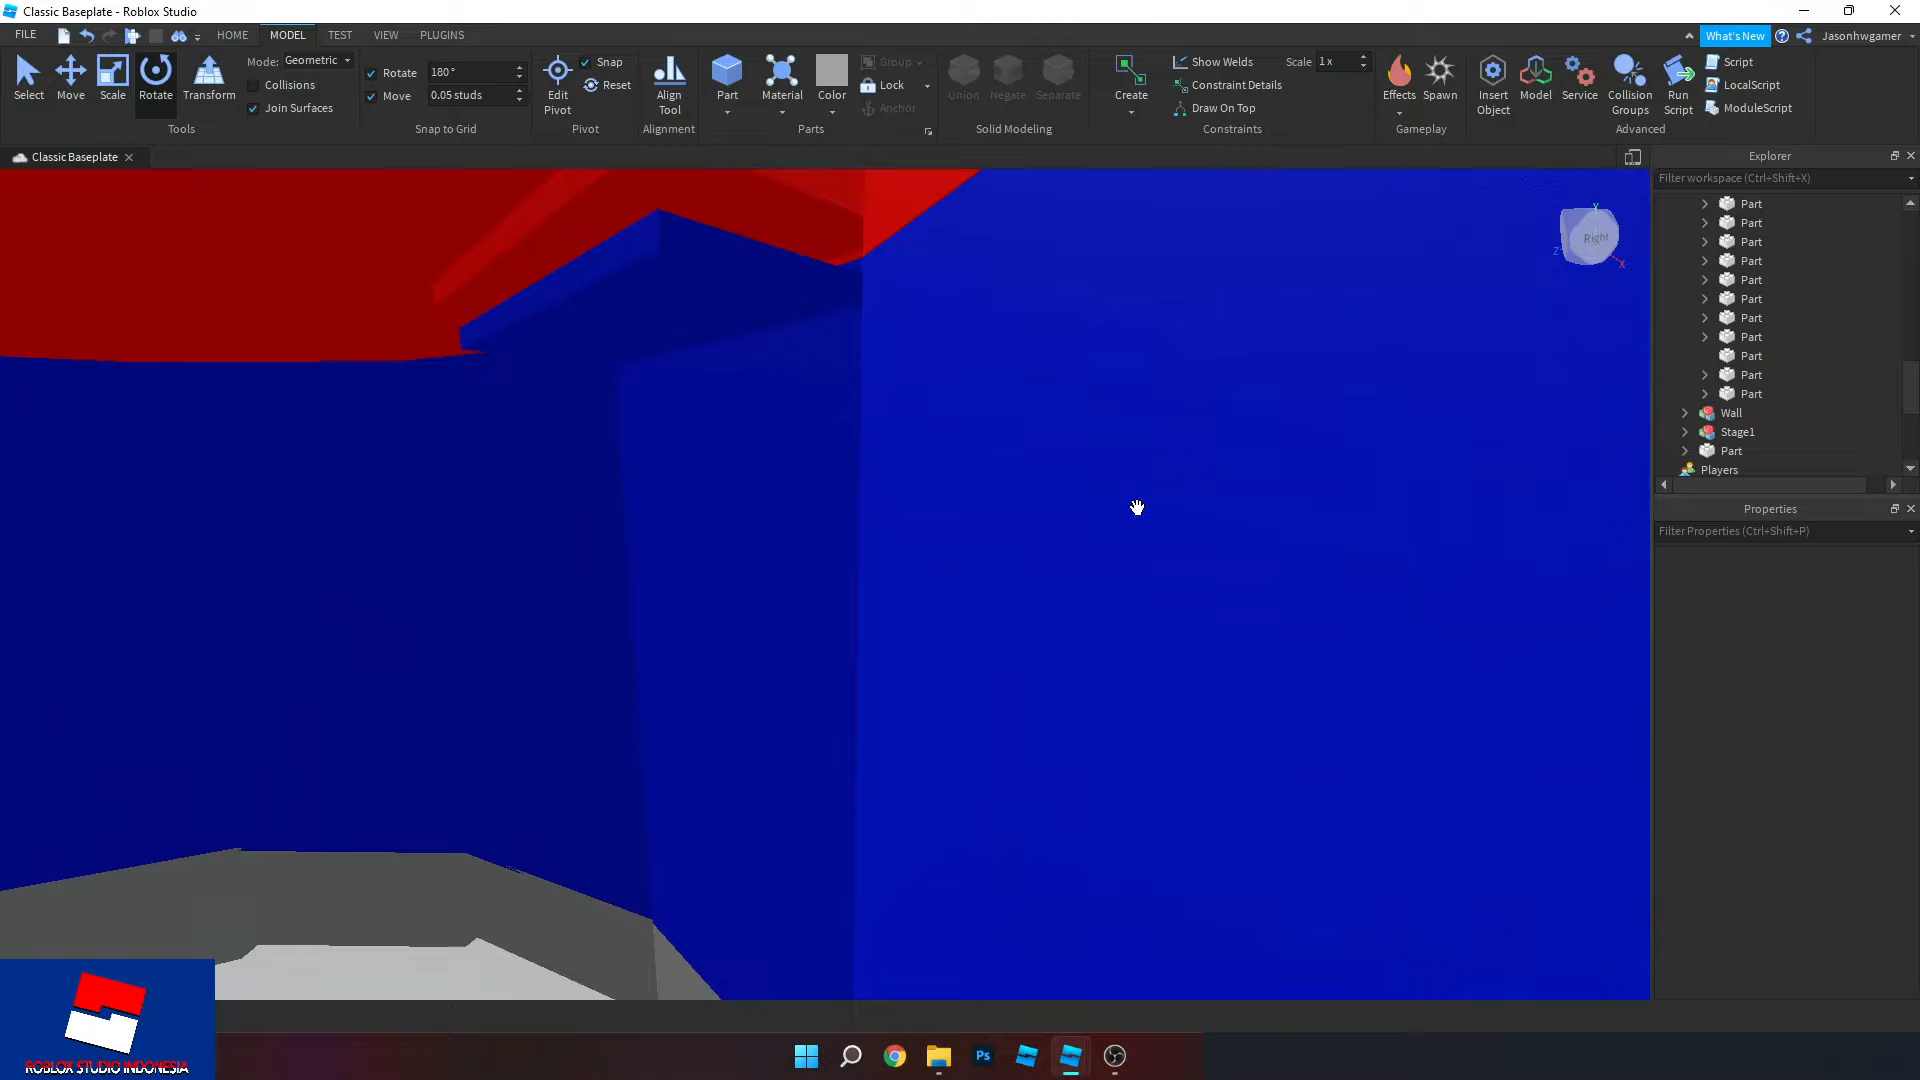 Classic Baseplate - Roblox Studio
FILE HOME MODEL TEST VIEW PLUGINS What's New Jasonhwgamer
Select Move Scale Rotate Transform
Mode: Geometric
Collisions
Join Surfaces
Tools
Rotate 180°
Move 0.05 studs
Snap to Grid
Edit Pivot
Snap
Reset
Pivot
Align Tool
Alignment
Part Material Color
Group
Lock
Anchor
Parts
Union Negate Separate
Solid Modeling
Create
Show Welds Scale 1 x
Constraint Details
Draw On Top
Constraints
Effects Spawn
Gameplay
Insert Object
Model
Service
Collision Groups
Run Script
Script
LocalScript
ModuleScript
Advanced
Classic Baseplate
Explorer
Filter workspace (Ctrl+Shift+X)
Part
Part
Part
Part
Part
Part
Part
Part
Part
Part
Part
Wall
Stage1
Part
Players
Properties
Filter Properties (Ctrl+Shift+P)
Y
Right
Z
X
Ps
ROBLOX STUDIO INDONESIA